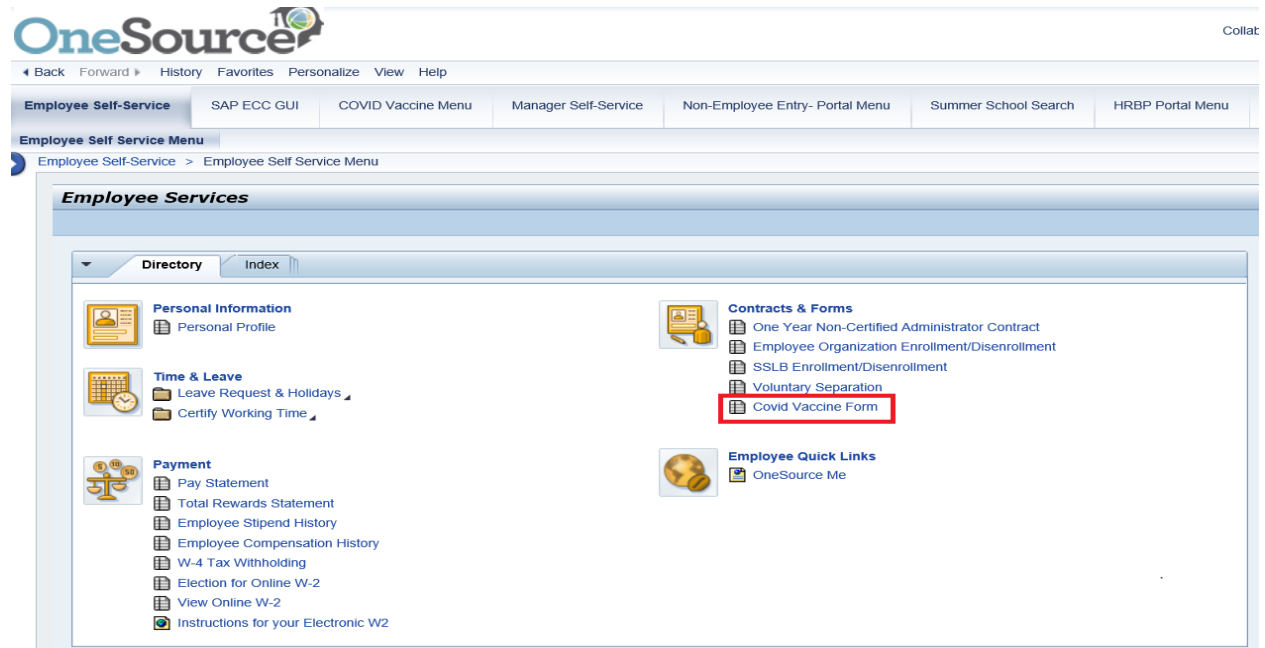 OneSource
Collab
Back Forward History Favorites Personalize View Help
Employee Self-Service SAP ECC GUI COVID Vaccine Menu Manager Self-Service Non-Employee Entry- Portal Menu Summer School Search HRBP Portal Menu
Employee Self Service Menu
Employee Self-Service > Employee Self Service Menu
Employee Services
Directory Index
Personal Information
Personal Profile
Time & Leave
Leave Request & Holidays
Certify Working Time
Payment
Pay Statement
Total Rewards Statement
Employee Stipend History
Employee Compensation History
W-4 Tax Withholding
Election for Online W-2
View Online W-2
Instructions for your Electronic W2
Contracts & Forms
One Year Non-Certified Administrator Contract
Employee Organization Enrollment/Disenrollment
SSLB Enrollment/Disenrollment
Voluntary Separation
Covid Vaccine Form
Employee Quick Links
OneSource Me